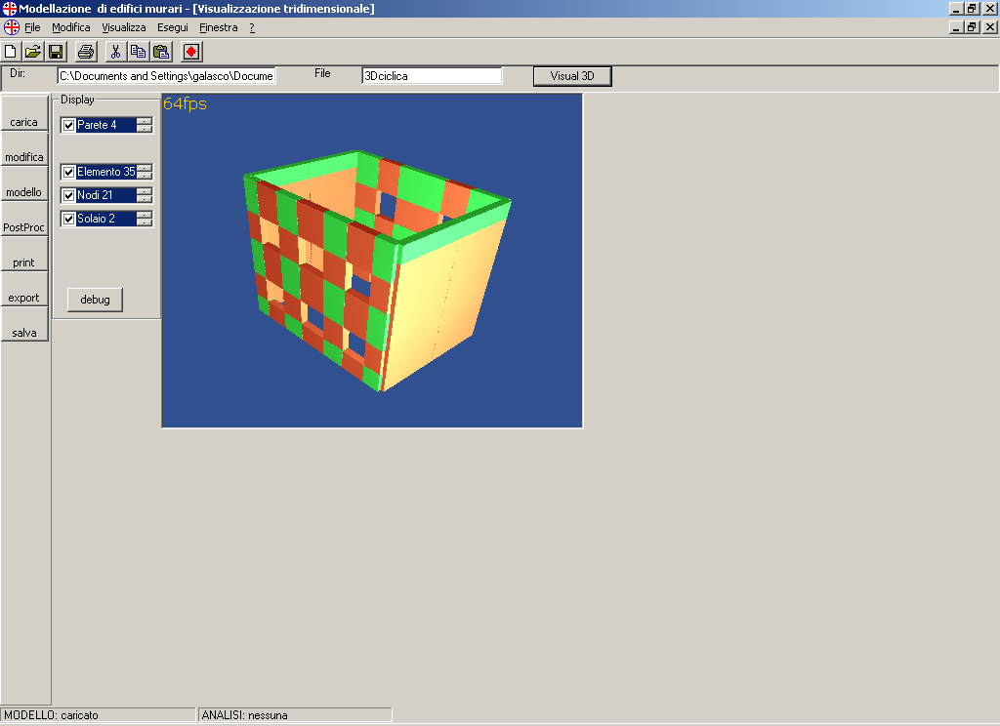 Modellazione  di edifici murari - [Visualizzazione tridimensionale]
File Modifica Visualizza Esegui Finestra ?
Dir: C:\Documents and Settings\galasco\Docume File 3Dciclica Visual 3D
carica
modifica
modello
PostProc
print
export
salva
Display
Parete 4
Elemento 35
Nodi 21
Solaio 2
debug
64fps
MODELLO: caricato ANALISI: nessuna